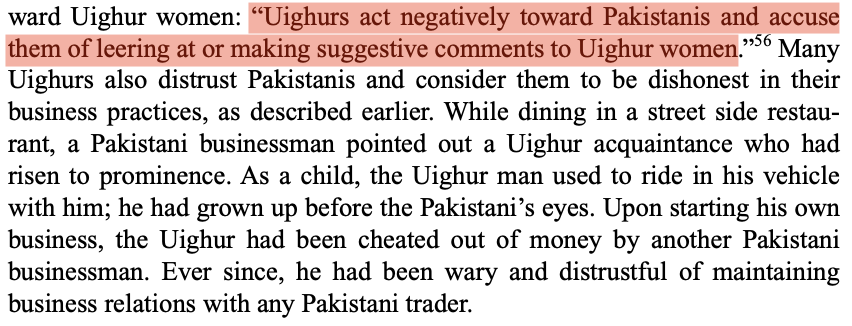 ward Uighur women: “Uighurs act negatively toward Pakistanis and accuse
them of leering at or making suggestive comments to Uighur women.”56 Many
Uighurs also distrust Pakistanis and consider them to be dishonest in their
business practices, as described earlier. While dining in a street side restau-
rant, a Pakistani businessman pointed out a Uighur acquaintance who had
risen to prominence. As a child, the Uighur man used to ride in his vehicle
with him; he had grown up before the Pakistani’s eyes. Upon starting his own
business, the Uighur had been cheated out of money by another Pakistani
businessman. Ever since, he had been wary and distrustful of maintaining
business relations with any Pakistani trader.